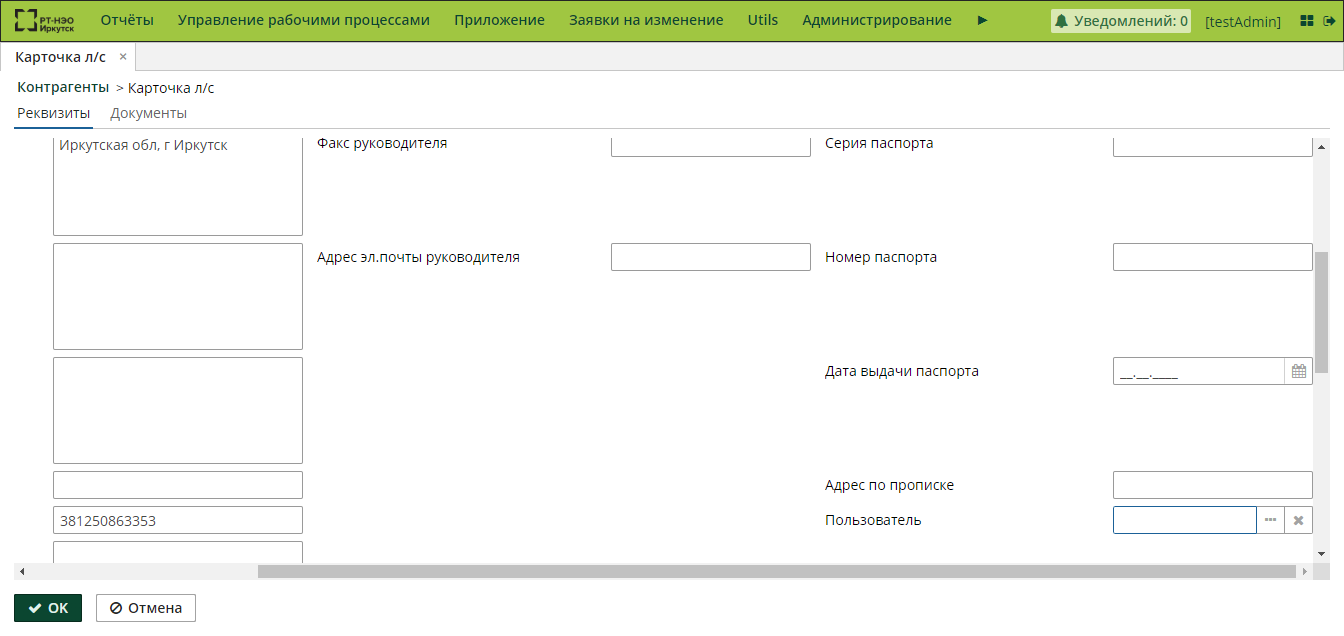 РТ-НЭО
Иркутск
Отчёты Управление рабочими процессами Приложение Заявки на изменение Utils Администрирование Уведомлений: 0 [testAdmin]
Карточка л/с ×
Контрагенты > Карточка л/с
Реквизиты Документы
Иркутская обл, г Иркутск Факс руководителя Серия паспорта
Адрес эл.почты руководителя Номер паспорта
Дата выдачи паспорта __.__.____
Адрес по прописке
381250863353 Пользователь
OK Отмена